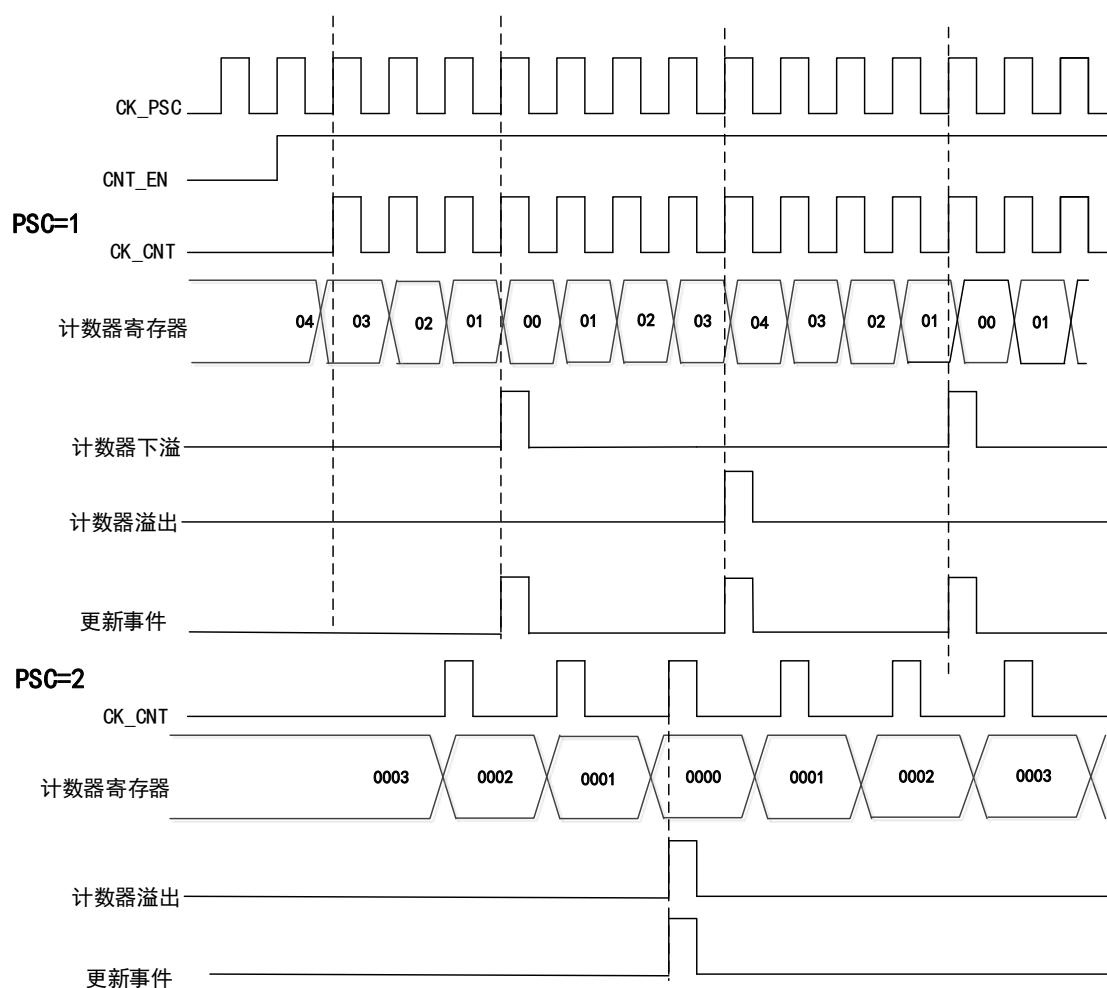 CK_PSC
CNT_EN
PSC=1
CK_CNT
计数器寄存器 04 03 02 01 00 01 02 03 04 03 02 01 00 01
计数器下溢
计数器溢出
更新事件
PSC=2
CK_CNT
计数器寄存器 0003 0002 0001 0000 0001 0002 0003
计数器溢出
更新事件